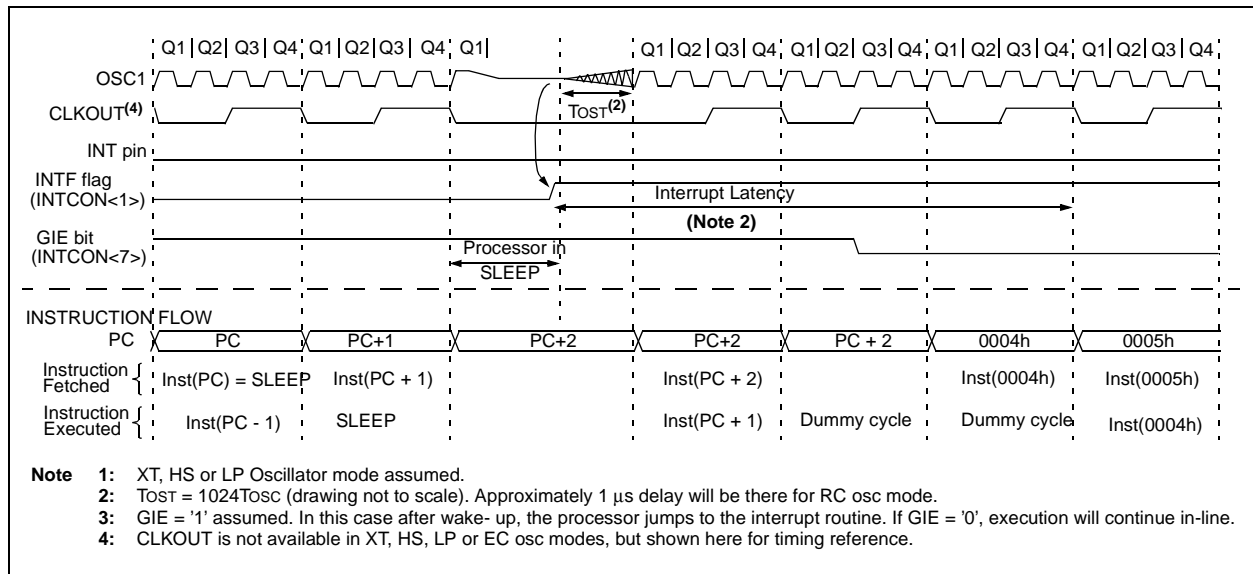 Q1 Q2 Q3 Q4 Q1 Q2 Q3 Q4 Q1 Q1 Q2 Q3 Q4 Q1 Q2 Q3 Q4 Q1 Q2 Q3 Q4 Q1 Q2 Q3 Q4
OSC1
TOST(2)
CLKOUT(4)
INT pin
INTF flag
(INTCON<1>)
Interrupt Latency
(Note 2)
GIE bit
(INTCON<7>)
Processor in
SLEEP
INSTRUCTION FLOW
PC PC PC+1 PC+2 PC+2 PC + 2 0004h 0005h
Instruction
Fetched
Inst(PC) = SLEEP Inst(PC + 1) Inst(PC + 2) Inst(0004h) Inst(0005h)
Instruction
Executed
Inst(PC - 1) SLEEP Inst(PC + 1) Dummy cycle Dummy cycle Inst(0004h)
Note 1: XT, HS or LP Oscillator mode assumed.
2: TOST = 1024TOSC (drawing not to scale). Approximately 1 µs delay will be there for RC osc mode.
3: GIE = '1' assumed. In this case after wake- up, the processor jumps to the interrupt routine. If GIE = '0', execution will continue in-line.
4: CLKOUT is not available in XT, HS, LP or EC osc modes, but shown here for timing reference.